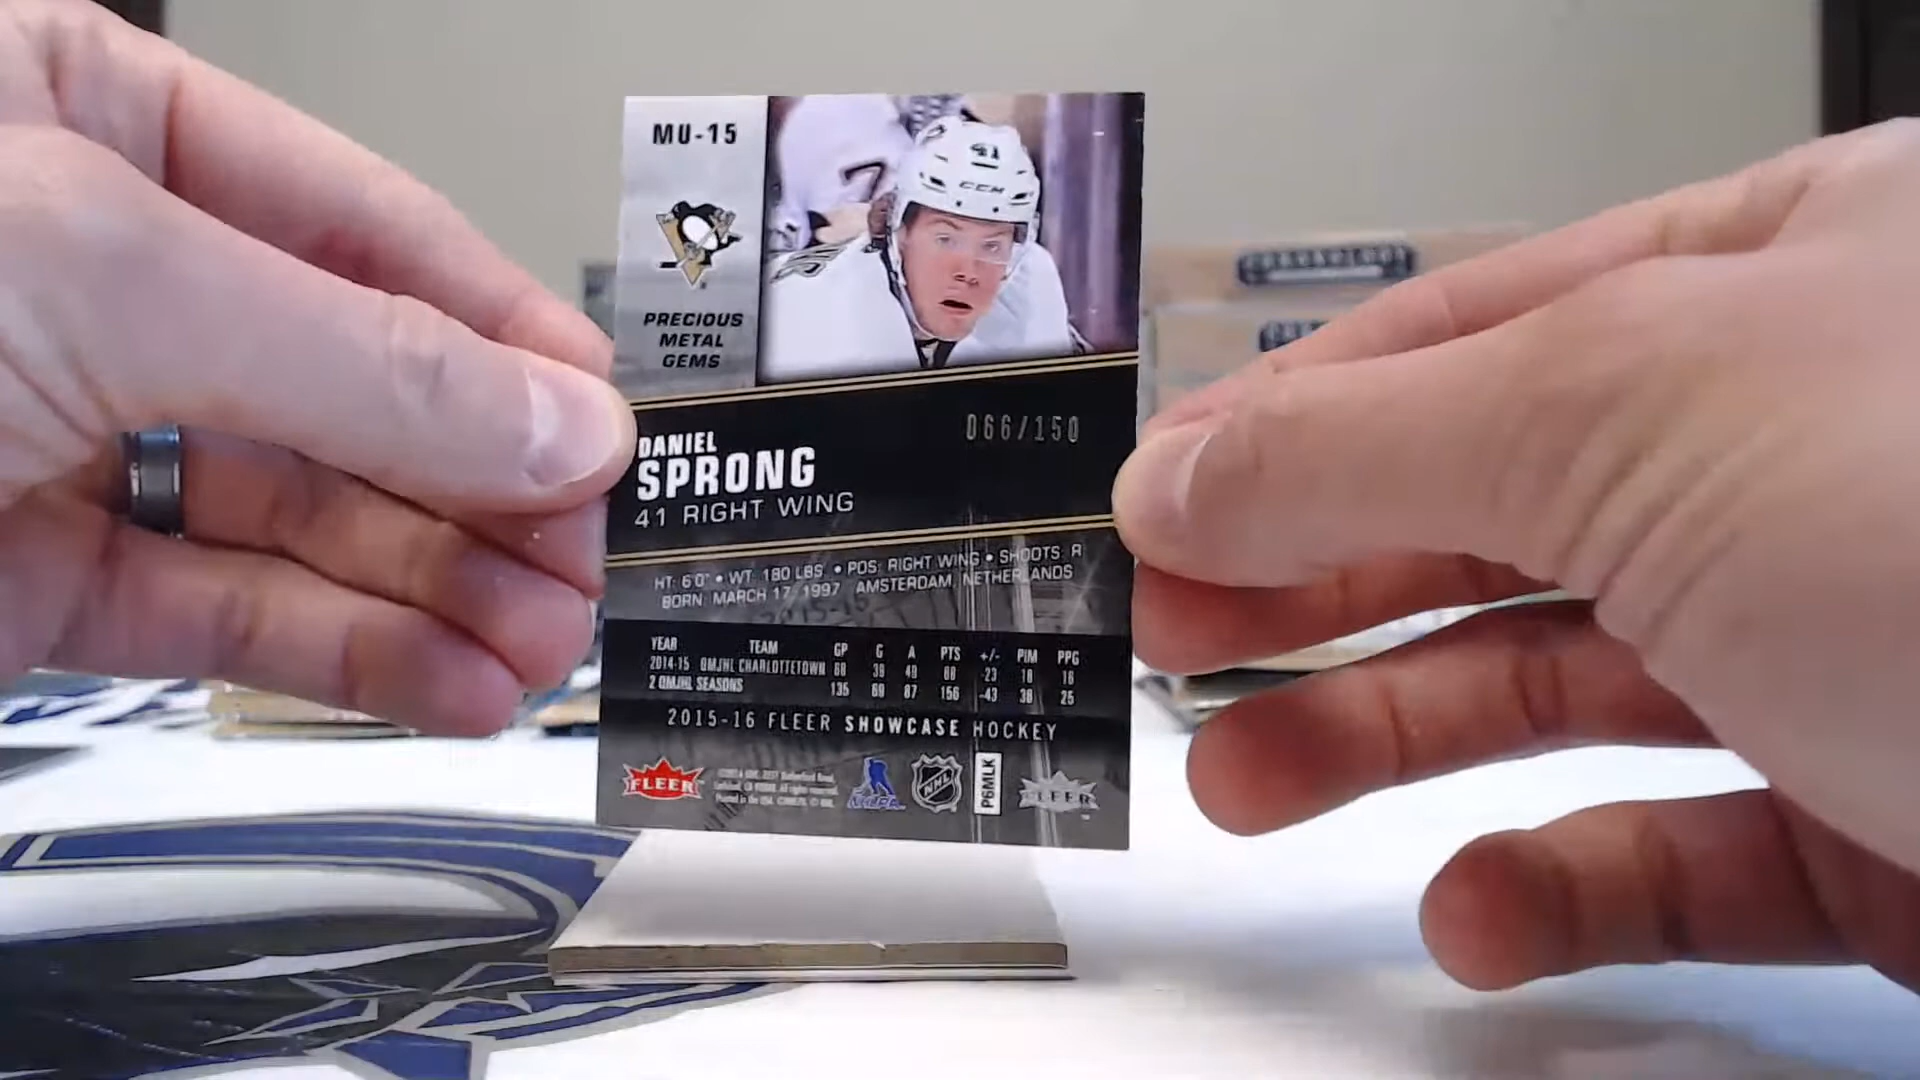 MU-15
41
CCM
PRECIOUS
METAL
GEMS
066/150
DANIEL
SPRONG
41 RIGHT WING
HT: 6'0" • WT: 180 LBS. • POS: RIGHT WING • SHOOTS: R
BORN: MARCH 17, 1997 AMSTERDAM, NETHERLANDS
YEAR TEAM GP G A PTS +/- PIM PPG
2014-15 QMJHL CHARLOTTETOWN 68 39 49 88 -23 18 16
2 QMJHL SEASONS 135 69 87 156 -43 38 25
2015-16 FLEER SHOWCASE HOCKEY
FLEER
NHLPA
NHL
P6MLK
FLEER